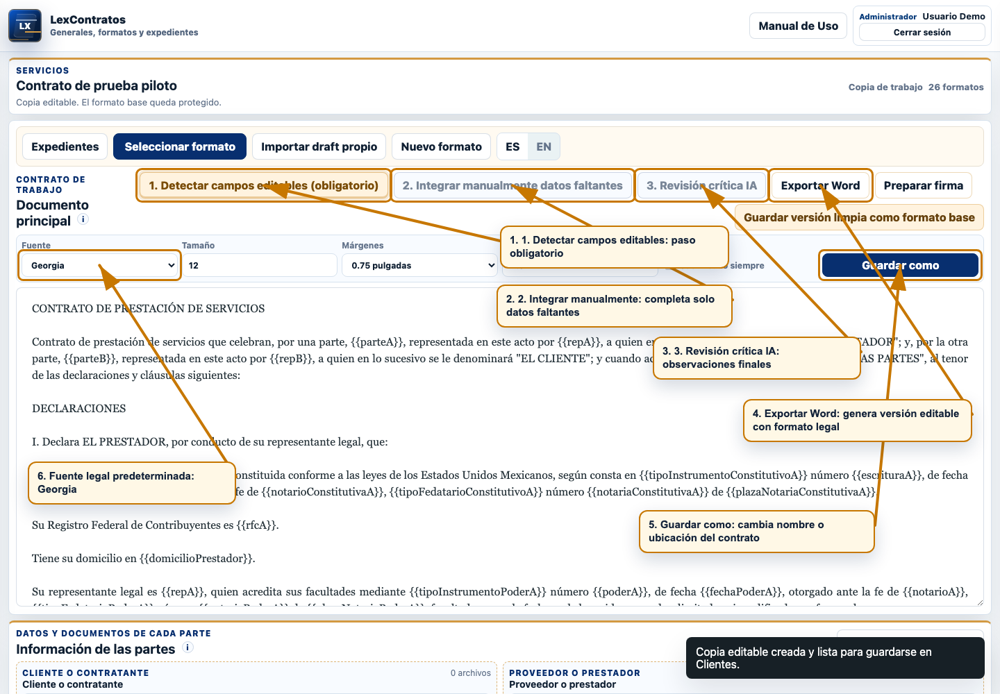 LX
LexContratos
Generales, formatos y expedientes
Manual de Uso
Administrador Usuario Demo
Cerrar sesión
SERVICIOS
Contrato de prueba piloto
Copia editable. El formato base queda protegido.
Copia de trabajo 26 formatos
Expedientes
Seleccionar formato
Importar draft propio
Nuevo formato
ES
EN
CONTRATO DE
TRABAJO
Documento
principal
1. Detectar campos editables (obligatorio)
2. Integrar manualmente datos faltantes
3. Revisión crítica IA
Exportar Word
Preparar firma
Guardar versión limpia como formato base
Fuente
Georgia
Tamaño
12
Márgenes
0.75 pulgadas
siempre
Guardar como
1. 1. Detectar campos editables: paso
obligatorio
2. 2. Integrar manualmente: completa solo
datos faltantes
3. 3. Revisión crítica IA:
observaciones finales
4. Exportar Word: genera versión editable
con formato legal
5. Guardar como: cambia nombre o
ubicación del contrato
6. Fuente legal predeterminada:
Georgia
CONTRATO DE PRESTACIÓN DE SERVICIOS
Contrato de prestación de servicios que celebran, por una parte, {{parteA}}, representada en este acto por {{repA}}, a quien en TADOR"; y, por la otra
parte, {{parteB}}, representada en este acto por {{repB}}, a quien en lo sucesivo se le denominará "EL CLIENTE"; y cuando AS PARTES", al tenor
de las declaraciones y cláusulas siguientes:
DECLARACIONES
I. Declara EL PRESTADOR, por conducto de su representante legal, que:
onstituida conforme a las leyes de los Estados Unidos Mexicanos, según consta en {{tipoInstrumentoConstitutivoA}} número {{escrituraA}}, de fecha
fe de {{notarioConstitutivaA}}, {{tipoFedatarioConstitutivoA}} número {{notariaConstitutivaA}} de {{plazaNotariaConstitutivaA}}.
Su Registro Federal de Contribuyentes es {{rfcA}}.
Tiene su domicilio en {{domicilioPrestador}}.
Su representante legal es {{repA}}, quien acredita sus facultades mediante {{tipoInstrumentoPoderA}} número {{poderA}}, de fecha {{fechaPoderA}}, otorgado ante la fe de {{notarioA}},
DATOS Y DOCUMENTOS DE CADA PARTE
Información de las partes
CLIENTE O CONTRATANTE
Cliente o contratante
0 archivos
PROVEEDOR O PRESTADOR
Proveedor o prestador
Copia editable creada y lista para guardarse en
Clientes.